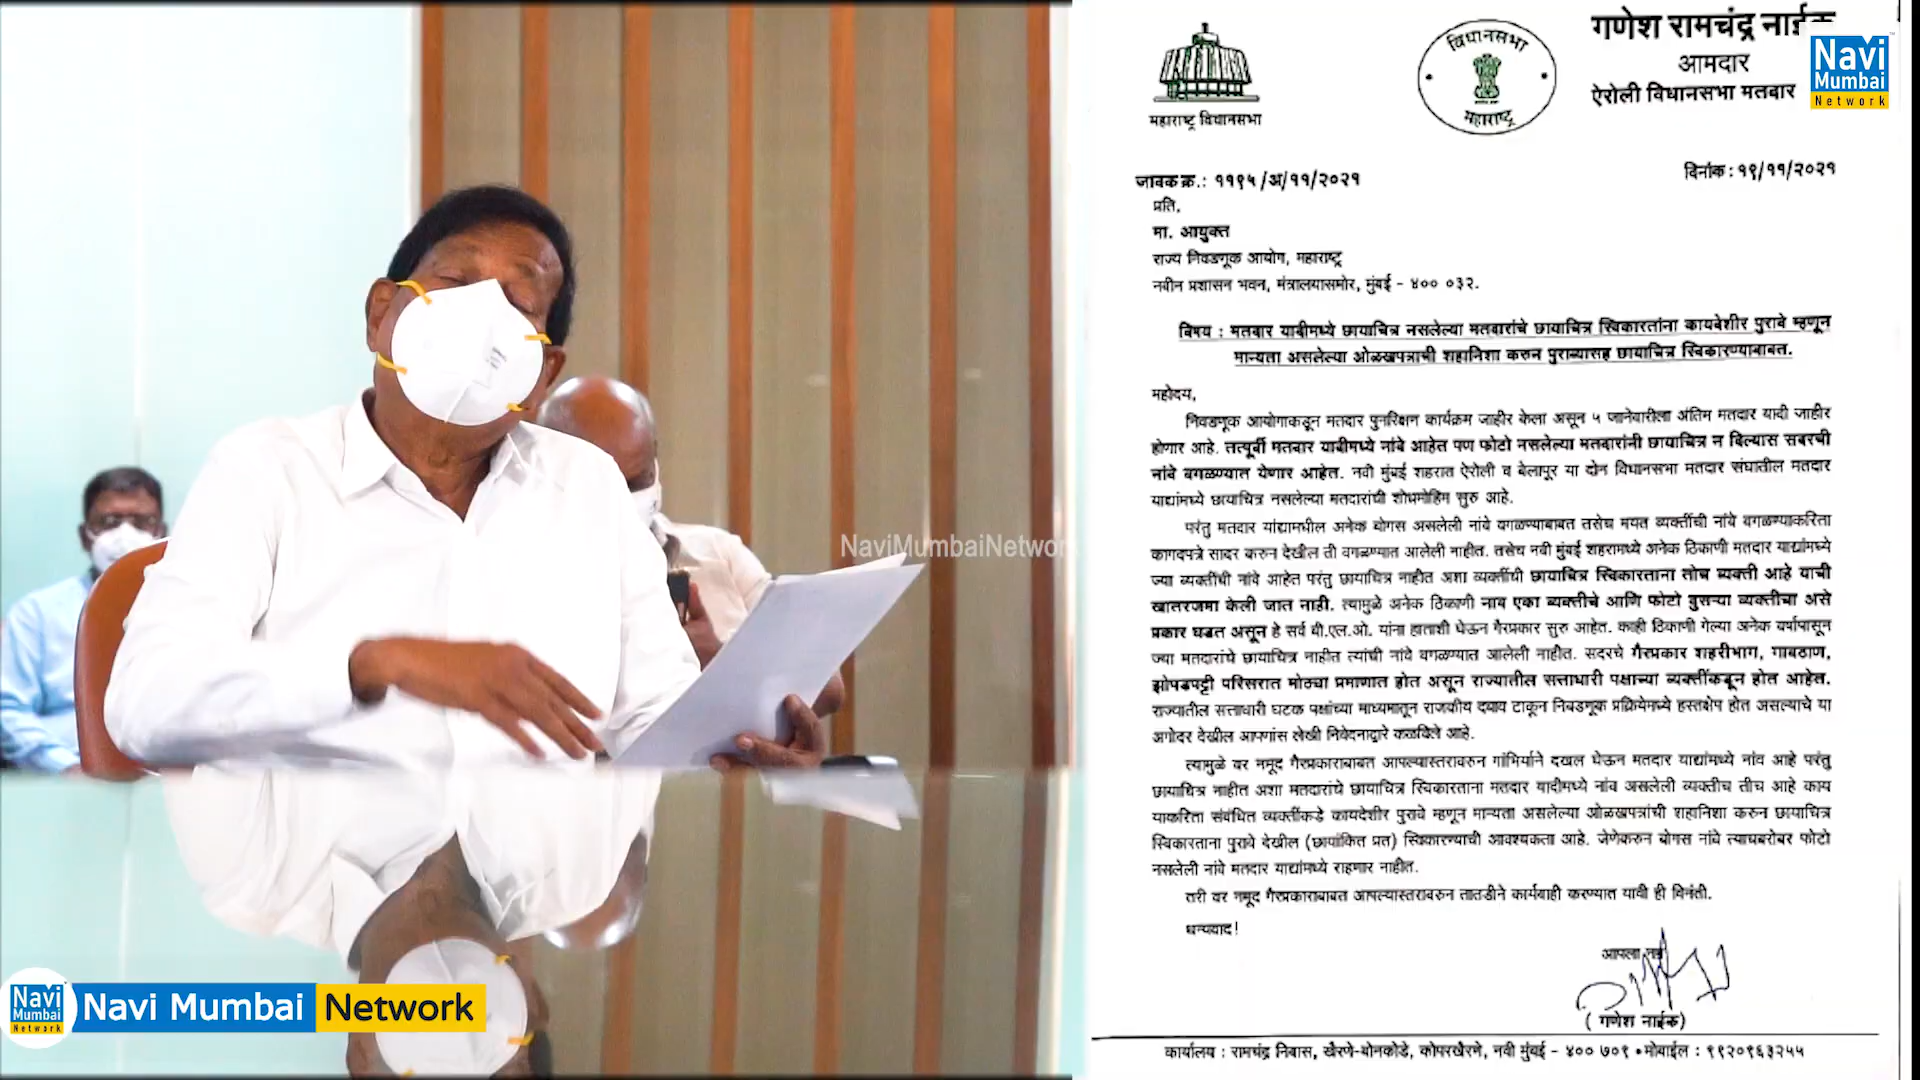 गणेश रामचंद्र नाईक
आमदार
ऐरोली विधानसभा मतदार
Navi
Mumbai
Network
महाराष्ट्र विधानसभा
विधानसभा
महाराष्ट्र
जावक क्र.: ११९५/अ/११/२०२१
दिनांक : १९/११/२०२१
प्रति,
मा. आयुक्त
राज्य निवडणूक आयोग, महाराष्ट्र
नवीन प्रशासन भवन, मंत्रालयासमोर, मुंबई - ४०० ०३२.
विषय : मतदार यादीमध्ये छायाचित्र नसलेल्या मतदारांचे छायाचित्र स्विकारतांना कायदेशीर पुरावे म्हणून
मान्यता असलेल्या ओळखपत्राची शहानिशा करुन पुराव्यासह छायाचित्र स्विकारण्याबाबत.
महोदय,
निवडणूक आयोगाकडून मतदार पुनरिक्षण कार्यक्रम जाहीर केला असून ५ जानेवारीला अंतिम मतदार यादी जाहीर
होणार आहे. तत्पूर्वी मतदार यादीमध्ये नांवे आहेत पण फोटो नसलेल्या मतदारांनी छायाचित्र न दिल्यास सदरची
नांवे वगळण्यात येणार आहेत. नवी मुंबई शहरात ऐरोली व बेलापूर या दोन विधानसभा मतदार संघातील मतदार
याद्यांमध्ये छायाचित्र नसलेल्या मतदारांची शोधमोहिम सुरु आहे.
परंतु मतदार यांद्यामधील अनेक बोगस असलेली नांवे वगळण्याबाबत तसेच मयत व्यक्तींची नांवे वगळण्याकरिता
कागदपत्रे सादर करुन देखील ती वगळण्यात आलेली नाहीत. तसेच नवी मुंबई शहरामध्ये अनेक ठिकाणी मतदार याद्यांमध्ये
ज्या व्यक्तींची नांवे आहेत परंतु छायाचित्र नाहीत अशा व्यक्तींची छायाचित्र स्विकारताना तोच व्यक्ती आहे याची
खातरजमा केली जात नाही. त्यामुळे अनेक ठिकाणी नाव एका व्यक्तीचे आणि फोटो दुसऱ्या व्यक्तीचा असे
प्रकार घडत असून हे सर्व बी.एल.ओ. यांना हाताशी घेऊन गैरप्रकार सुरु आहेत. काही ठिकाणी गेल्या अनेक वर्षापासून
ज्या मतदारांचे छायाचित्र नाहीत त्यांची नांवे वगळण्यात आलेली नाहीत. सदरचे गैरप्रकार शहरीभाग, गावठाण,
झोपडपट्टी परिसरात मोठ्या प्रमाणात होत असून राज्यातील सत्ताधारी पक्षाच्या व्यक्तींकडून होत आहेत.
राज्यातील सत्ताधारी घटक पक्षांच्या माध्यमातून राजकीय दबाव टाकून निवडणूक प्रक्रियेमध्ये हस्तक्षेप होत असल्याचे या
अगोदर देखील आपणांस लेखी निवेदनाद्वारे कळविले आहे.
त्यामुळे वर नमूद गैरप्रकाराबाबत आपल्यास्तरावरुन गांभिर्याने दखल घेऊन मतदार याद्यांमध्ये नांव आहे परंतु
छायाचित्र नाहीत अशा मतदारांचे छायाचित्र स्विकारताना मतदार यादीमध्ये नांव असलेली व्यक्तीच तीच आहे काय
याकरिता संबंधित व्यक्तींकडे कायदेशीर पुरावे म्हणून मान्यता असलेल्या ओळखपत्रांची शहानिशा करुन छायाचित्र
स्विकारताना पुरावे देखील (छायांकित प्रत) स्विकारण्याची आवश्यकता आहे. जेणेकरुन बोगस नांवे त्याचबरोबर फोटो
नसलेली नांवे मतदार याद्यांमध्ये राहणार नाहीत.
तरी वर नमूद गैरप्रकाराबाबत आपल्यास्तरावरुन तातडीने कार्यवाही करण्यात यावी ही विनंती.
धन्यवाद!
आपला
( गणेश नाईक)
कार्यालय : रामचंद्र निवास, खैरणे-बोनकोडे, कोपरखैरणे, नवी मुंबई - ४०० ७०९ • मोबाईल : ९९२०९६३२५५
NaviMumbaiNetwor
Navi
Mumbai
Network
Navi Mumbai Network